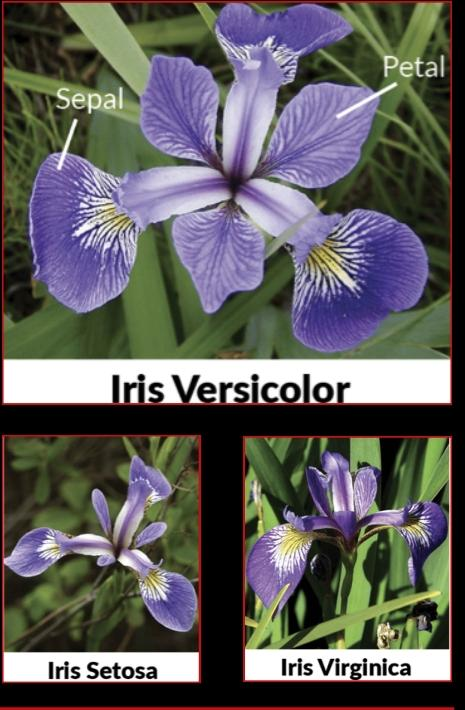 Petal
Sepal
Iris Versicolor
Iris Setosa
Iris Virginica